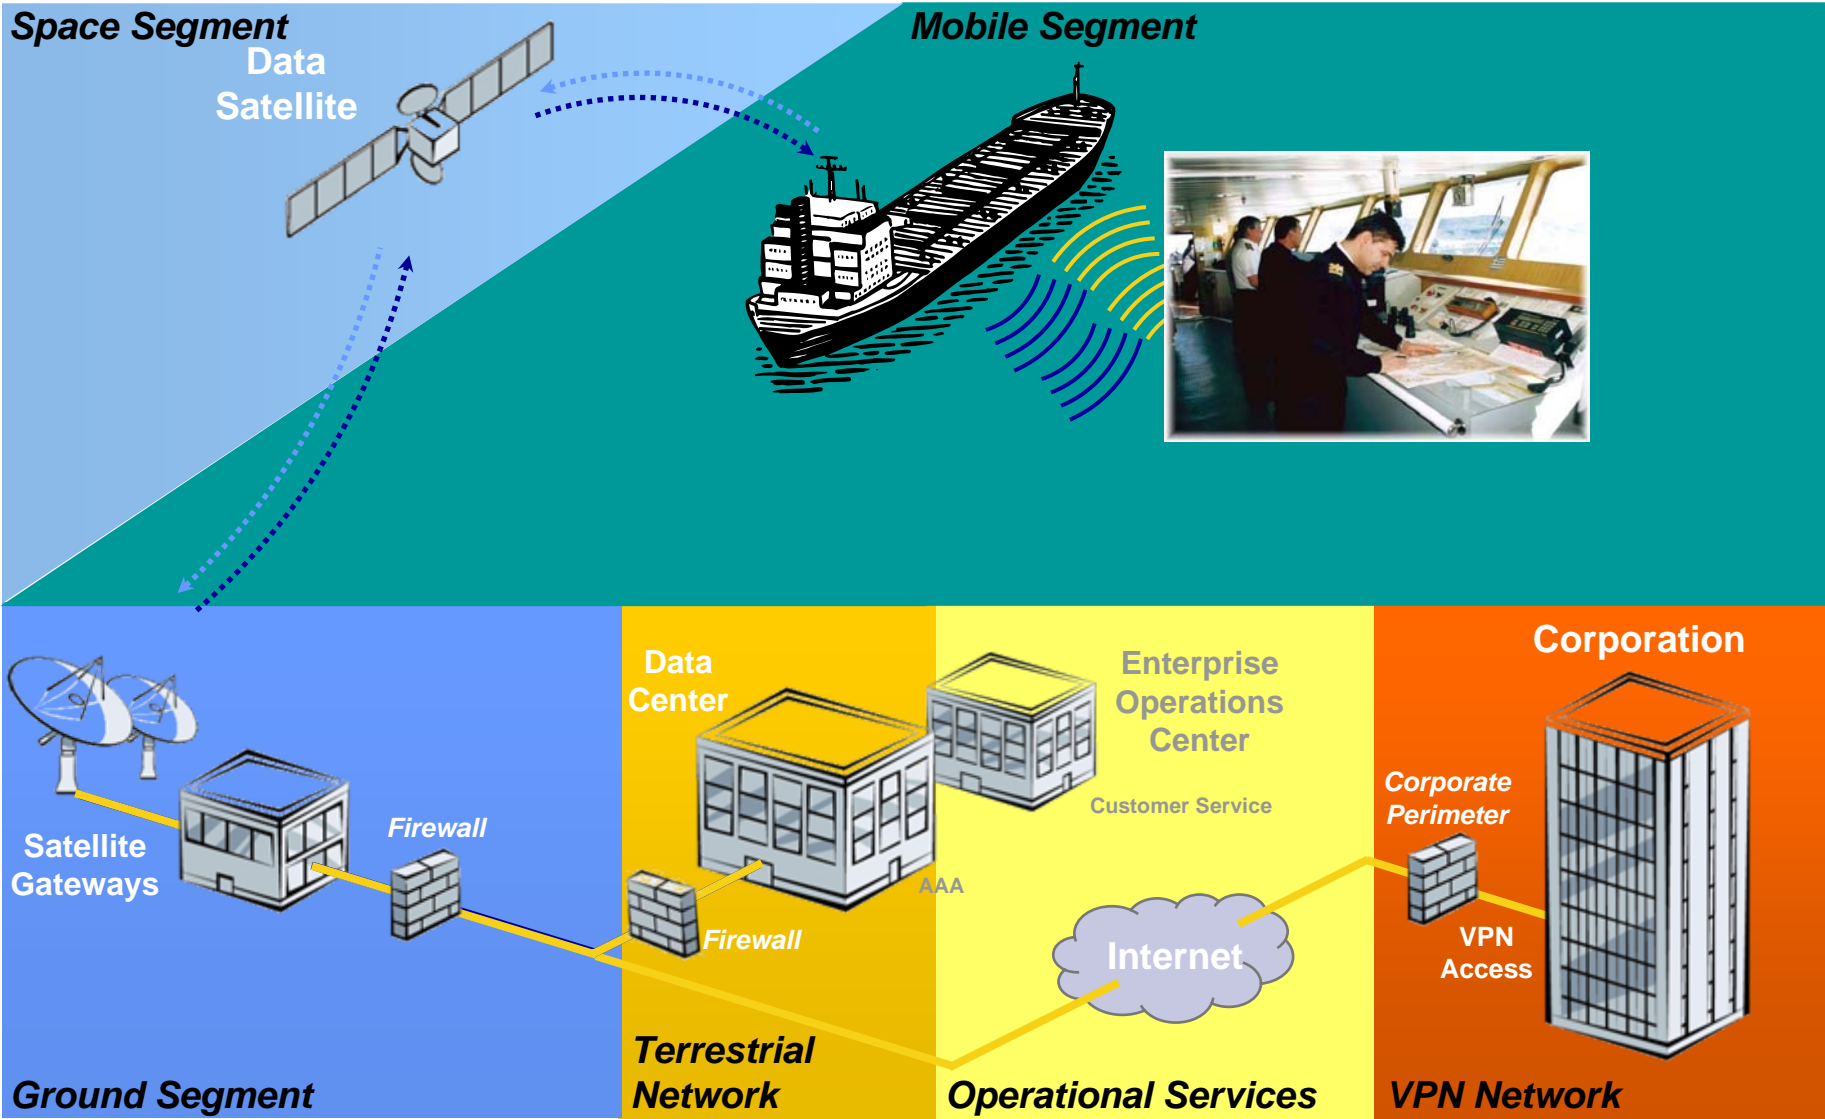 Space Segment
Mobile Segment
Data
Satellite
Data
Center
Enterprise
Operations
Center
Customer Service
Corporation
Corporate
Perimeter
Satellite
Gateways
Firewall
AAA
Firewall
Internet
VPN
Access
Ground Segment
Terrestrial
Network
Operational Services
VPN Network